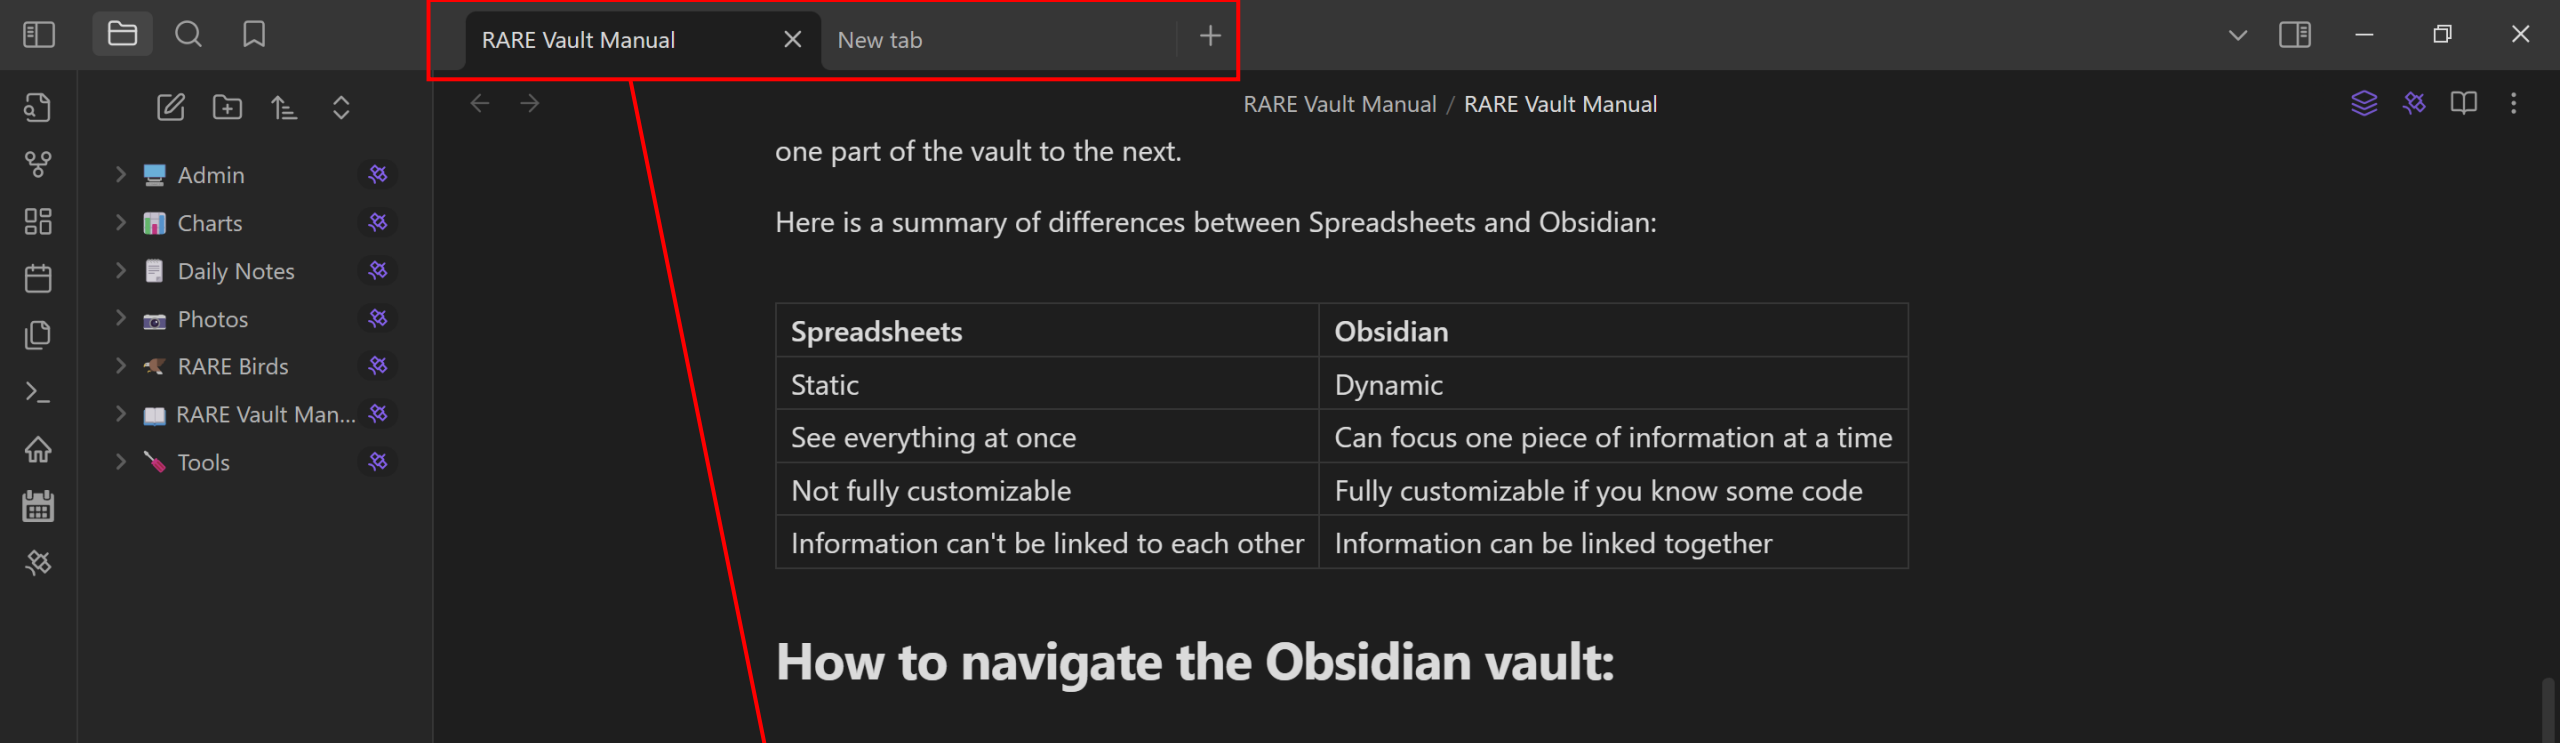 RARE Vault Manual
New tab
RARE Vault Manual / RARE Vault Manual
Admin
Charts
Daily Notes
Photos
RARE Birds
RARE Vault Man...
Tools
one part of the vault to the next.
Here is a summary of differences between Spreadsheets and Obsidian:
Spreadsheets Obsidian
Static Dynamic
See everything at once Can focus one piece of information at a time
Not fully customizable Fully customizable if you know some code
Information can't be linked to each other Information can be linked together
How to navigate the Obsidian vault: